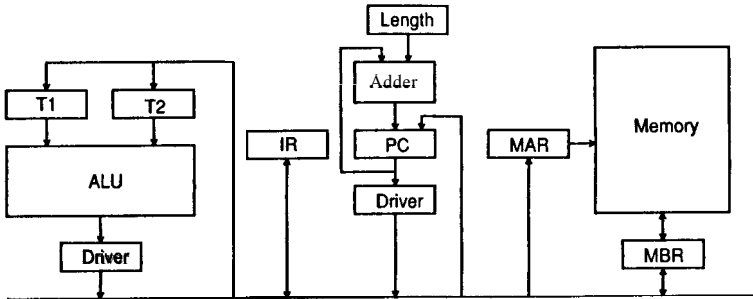 Length
Adder
T1
T2
IR
PC
MAR
Memory
ALU
Driver
Driver
MBR